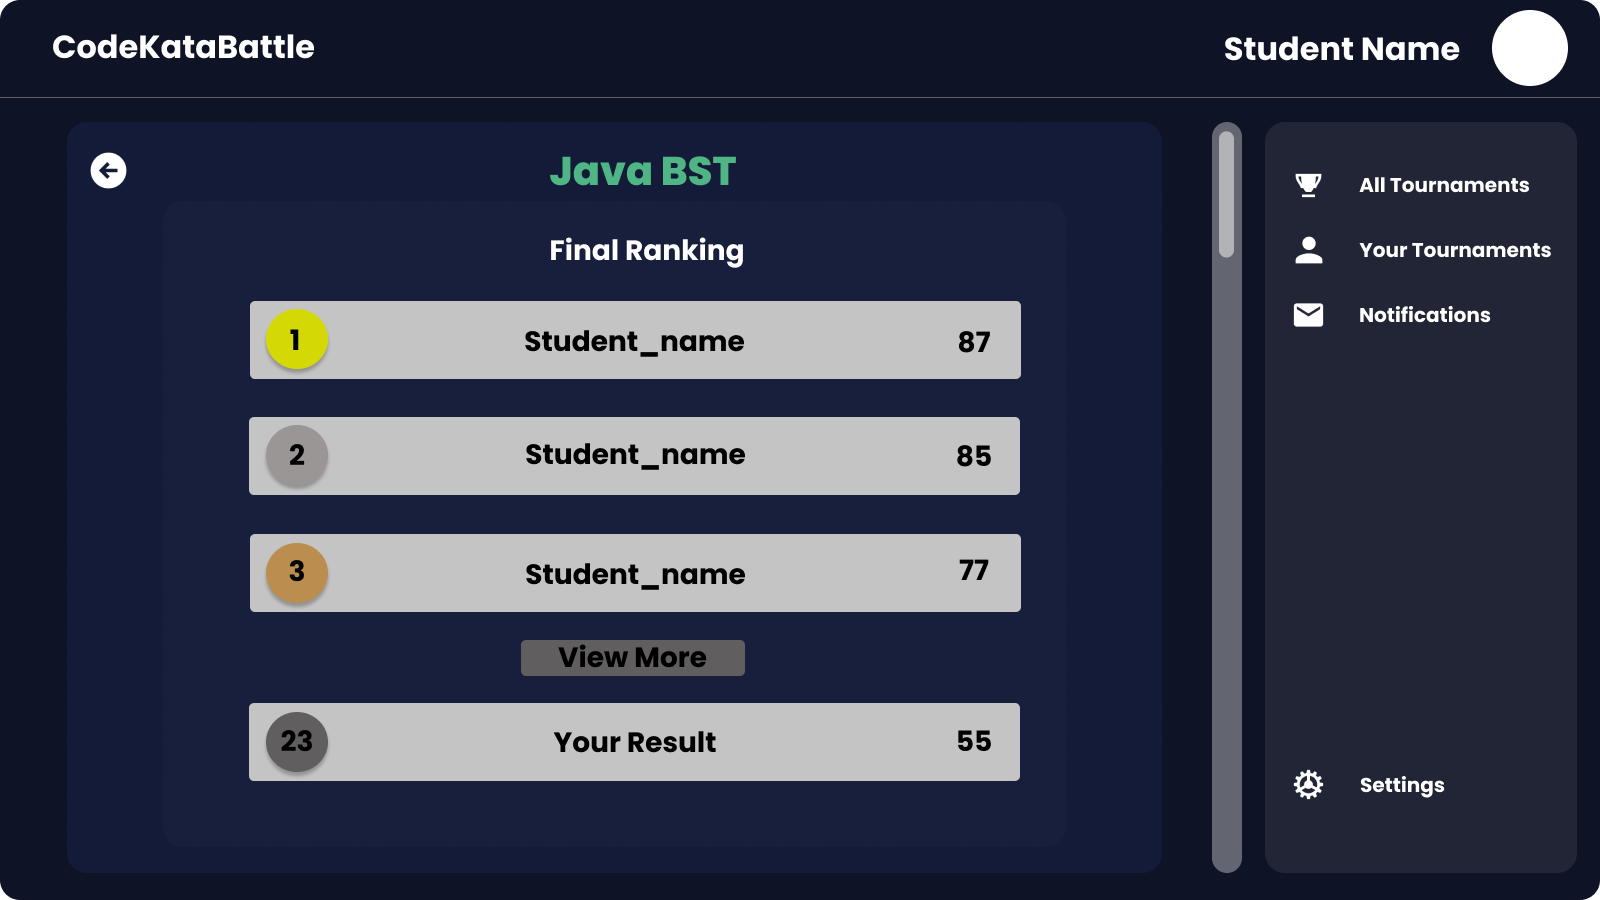 CodeKataBattle
Student Name
Java BST
Final Ranking
1 Student_name 87
2 Student_name 85
3 Student_name 77
View More
23 Your Result 55
All Tournaments
Your Tournaments
Notifications
Settings